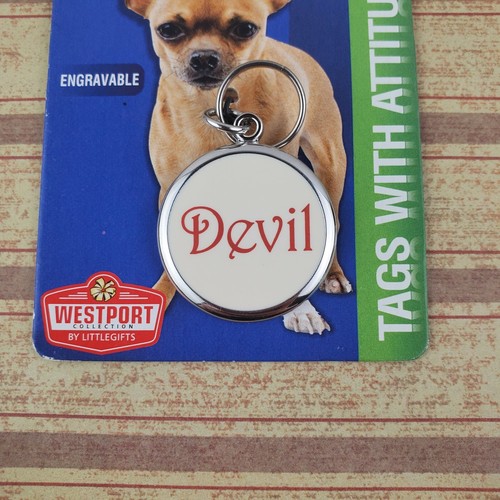 ENGRAVABLE
Devil
WESTPORT
COLLECTION
BY LITTLEGIFTS
TAGS WITH ATTITU